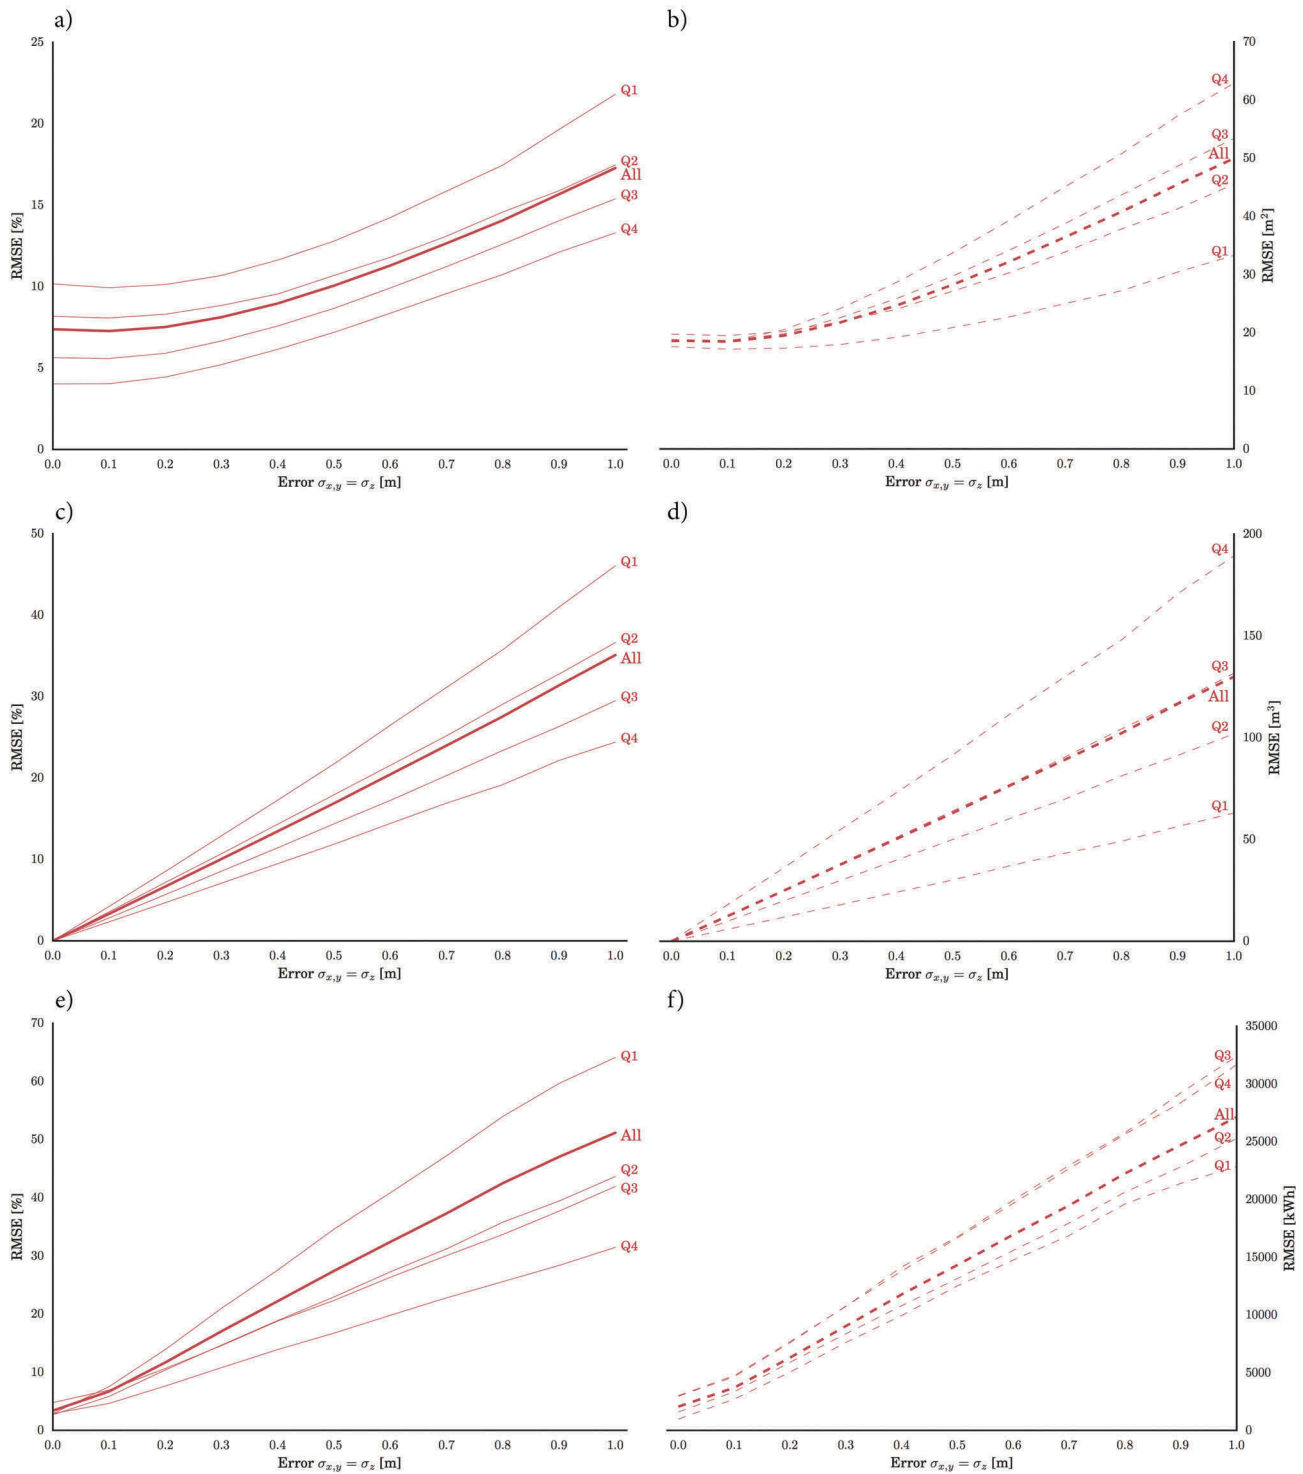 a)
25
20
15
10
5
0
RMSE [%]
Q1
Q2
All
Q3
Q4
0.0 0.1 0.2 0.3 0.4 0.5 0.6 0.7 0.8 0.9 1.0
Error σx,y = σz [m]
b)
70
60
50
40
30
20
10
0
RMSE [m²]
Q4
Q3
All
Q2
Q1
0.0 0.1 0.2 0.3 0.4 0.5 0.6 0.7 0.8 0.9 1.0
Error σx,y = σz [m]
c)
50
40
30
20
10
0
RMSE [%]
Q1
Q2
All
Q3
Q4
0.0 0.1 0.2 0.3 0.4 0.5 0.6 0.7 0.8 0.9 1.0
Error σx,y = σz [m]
d)
200
150
100
50
0
RMSE [m³]
Q4
Q3
All
Q2
Q1
0.0 0.1 0.2 0.3 0.4 0.5 0.6 0.7 0.8 0.9 1.0
Error σx,y = σz [m]
e)
70
60
50
40
30
20
10
0
RMSE [%]
Q1
All
Q2
Q3
Q4
0.0 0.1 0.2 0.3 0.4 0.5 0.6 0.7 0.8 0.9 1.0
Error σx,y = σz [m]
f)
35000
30000
25000
20000
15000
10000
5000
0
RMSE [kWh]
Q3
Q4
All
Q2
Q1
0.0 0.1 0.2 0.3 0.4 0.5 0.6 0.7 0.8 0.9 1.0
Error σx,y = σz [m]